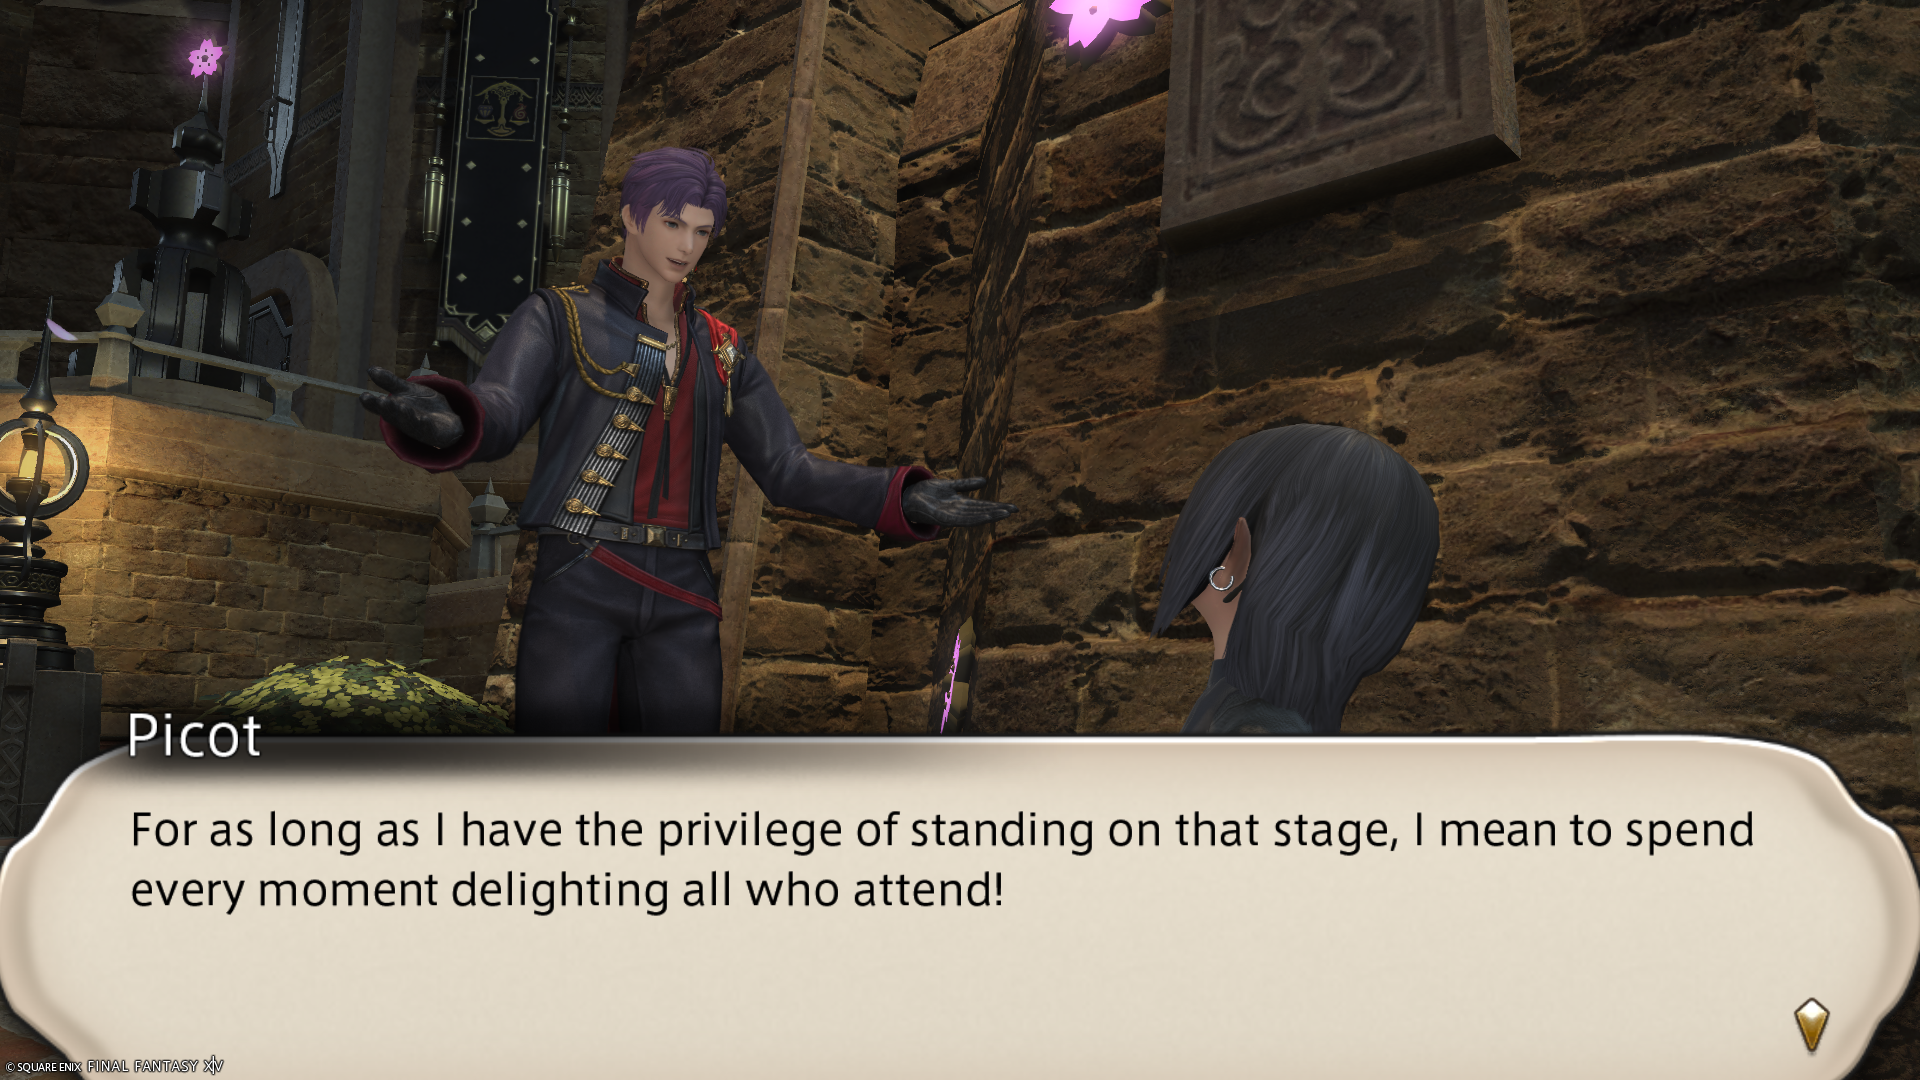 Picot
For as long as I have the privilege of standing on that stage, I mean to spend
every moment delighting all who attend!
© SQUARE ENIX FINAL FANTASY XIV